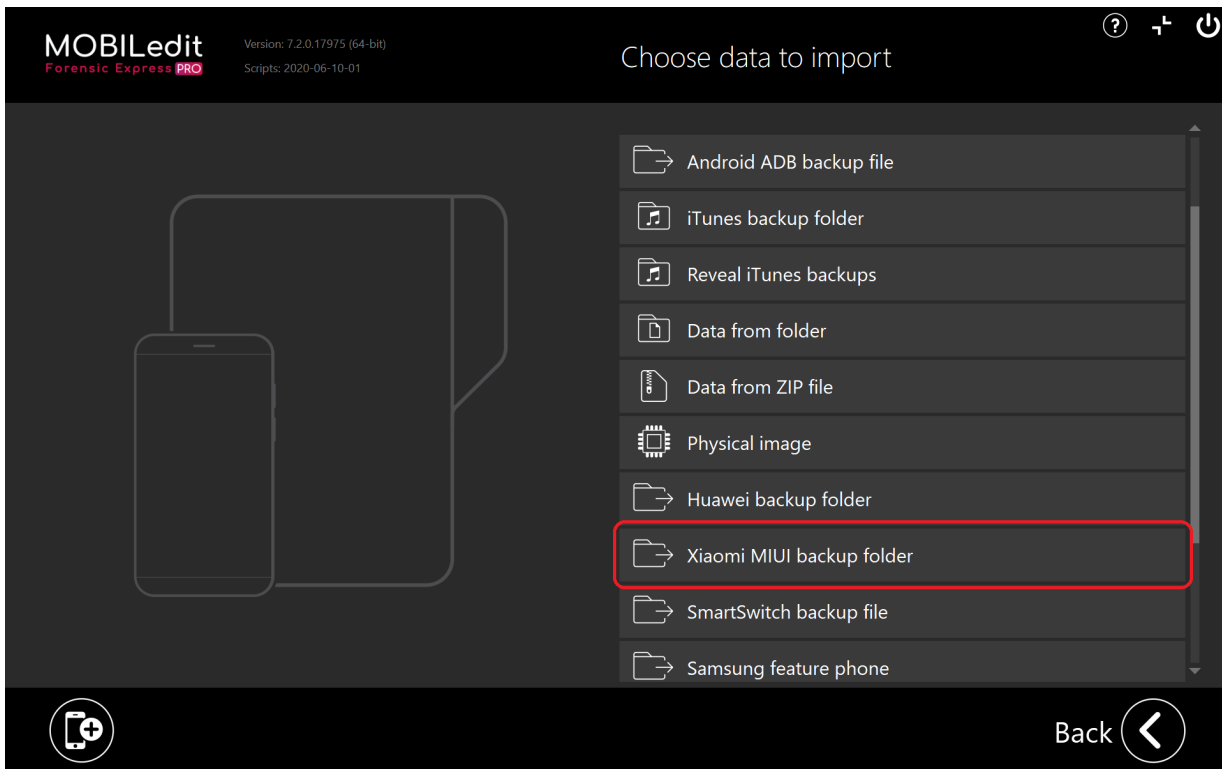 MOBILedit
Forensic Express PRO
Version: 7.2.0.17975 (64-bit)
Scripts: 2020-06-10-01
Choose data to import
?
Android ADB backup file
iTunes backup folder
Reveal iTunes backups
Data from folder
Data from ZIP file
Physical image
Huawei backup folder
Xiaomi MIUI backup folder
SmartSwitch backup file
Samsung feature phone
Back